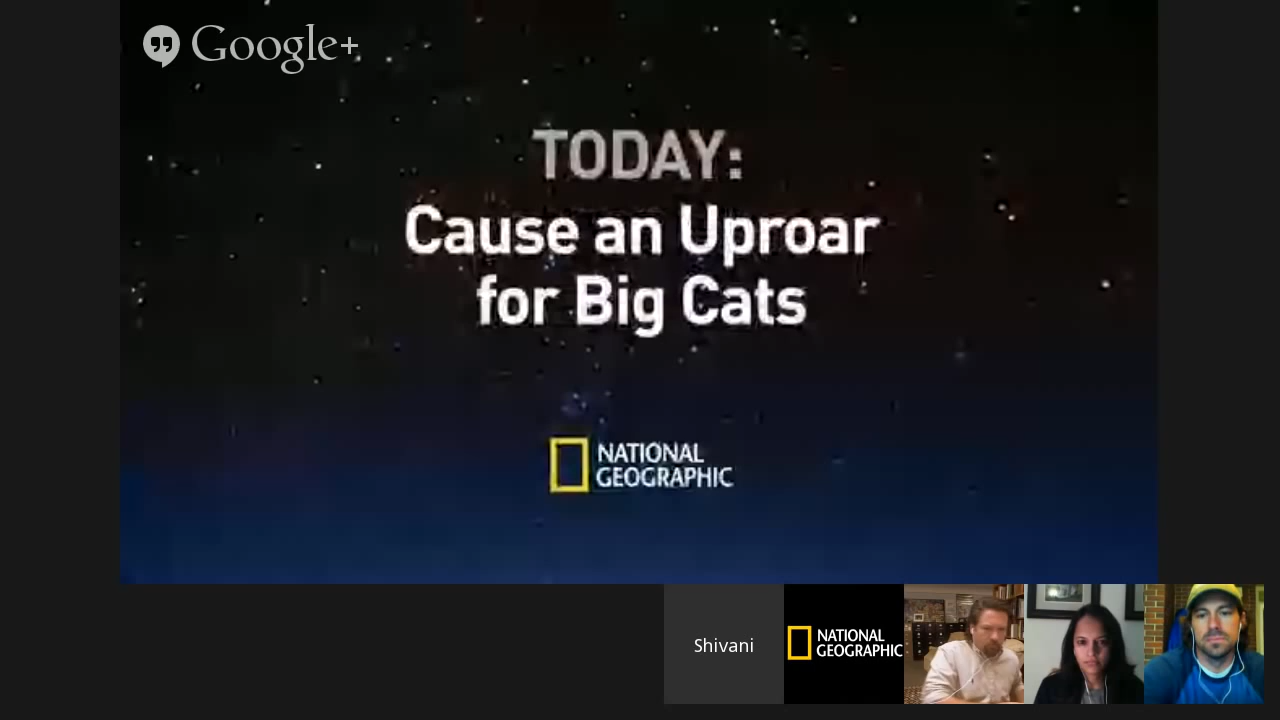 Google+
TODAY:
Cause an Uproar
for Big Cats
NATIONAL
GEOGRAPHIC
Shivani
NATIONAL
GEOGRAPHIC